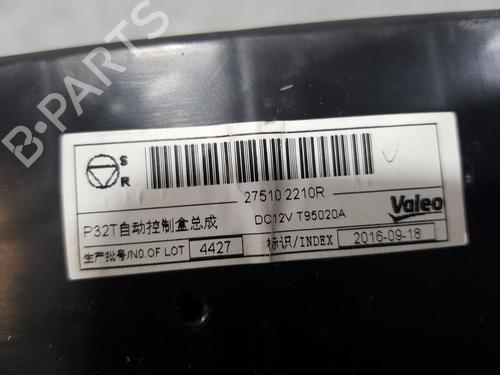 B-PARTS
S
R
27510 2210R
P32T自动控制盒总成
DC12V T95020A
Valeo
生产批号/NO.OF LOT 4427
标识/INDEX 2016-09-18